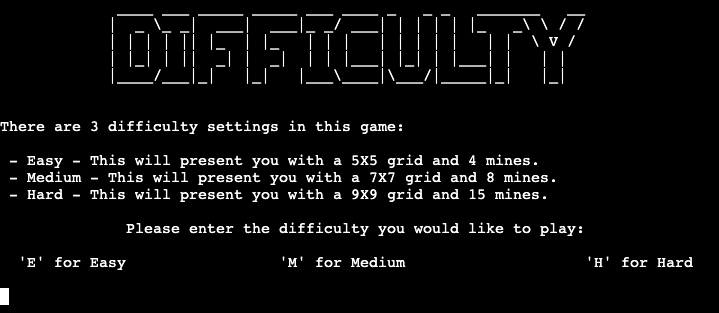 DIFFICULTY
There are 3 difficulty settings in this game:
- Easy - This will present you with a 5X5 grid and 4 mines.
- Medium - This will present you with a 7X7 grid and 8 mines.
- Hard - This will present you with a 9X9 grid and 15 mines.
Please enter the difficulty you would like to play:
'E' for Easy 'M' for Medium 'H' for Hard